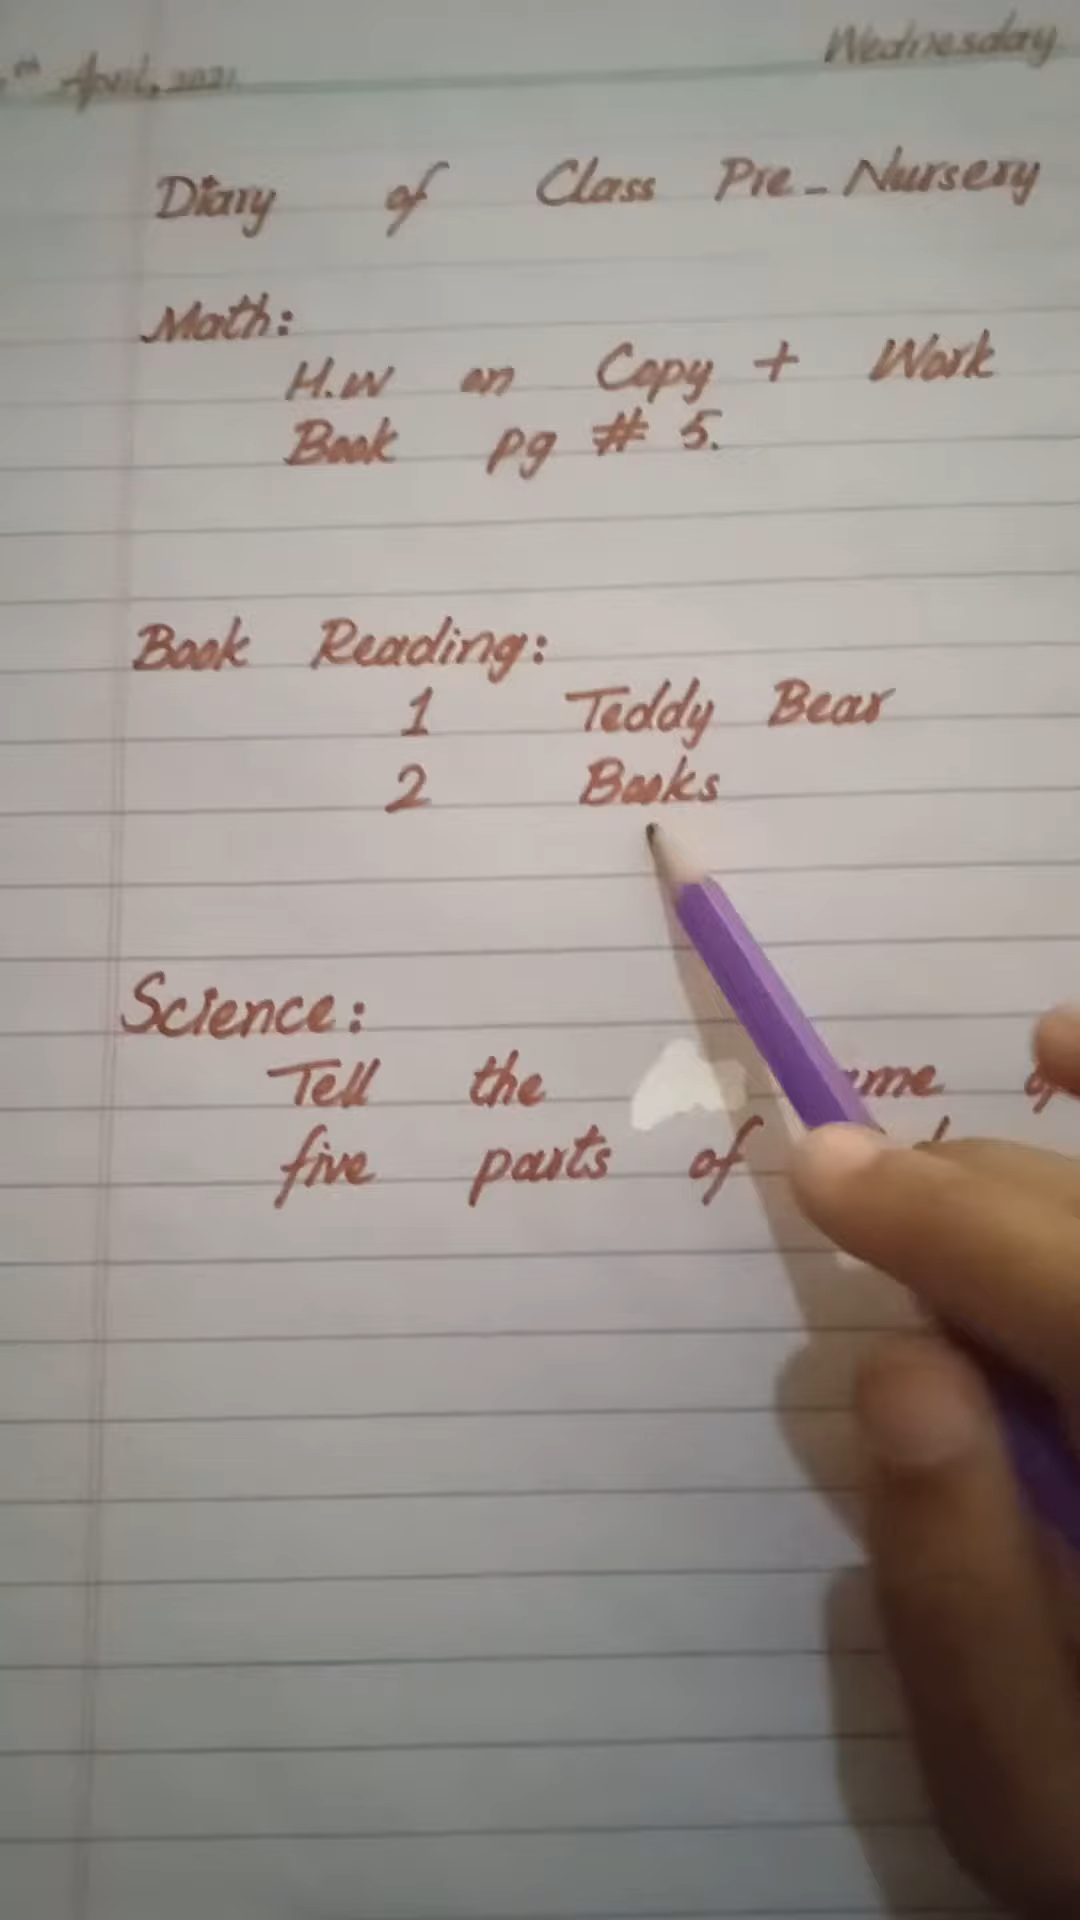 April, 2021 Wednesday
Diary of Class Pre-Nursery
Math:
H.W on Copy + Work
Book pg # 5.
Book Reading:
1 Teddy Bear
2 Books
Science:
Tell the
five parts of